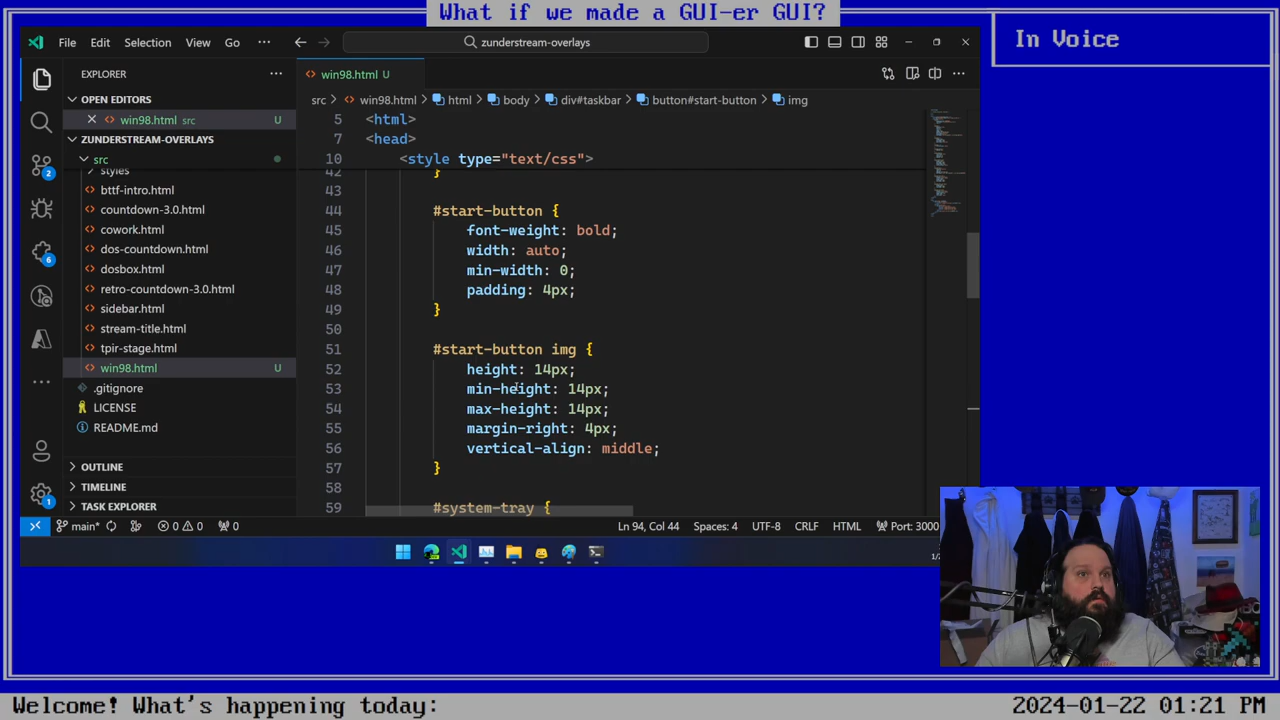 What if we made a GUI-er GUI?
In Voice
File Edit Selection View Go ··· zunderstream-overlays
EXPLORER ···
OPEN EDITORS
win98.html src U
ZUNDERSTREAM-OVERLAYS
src
styles
bttf-intro.html
countdown-3.0.html
cowork.html
dos-countdown.html
dosbox.html
retro-countdown-3.0.html
sidebar.html
stream-title.html
tpir-stage.html
win98.html U
.gitignore
LICENSE
README.md
OUTLINE
TIMELINE
TASK EXPLORER
2
6
1
win98.html U
src > win98.html > html > body > div#taskbar > button#start-button > img
5 <html>
7 <head>
10 <style type="text/css">
42 }
43
44 #start-button {
45 font-weight: bold;
46 width: auto;
47 min-width: 0;
48 padding: 4px;
49 }
50
51 #start-button img {
52 height: 14px;
53 min-height: 14px;
54 max-height: 14px;
55 margin-right: 4px;
56 vertical-align: middle;
57 }
58
59 #system-tray {
main* 0 0 0 Ln 94, Col 44 Spaces: 4 UTF-8 CRLF HTML Port: 3000
Welcome! What's happening today:
2024-01-22 01:21 PM